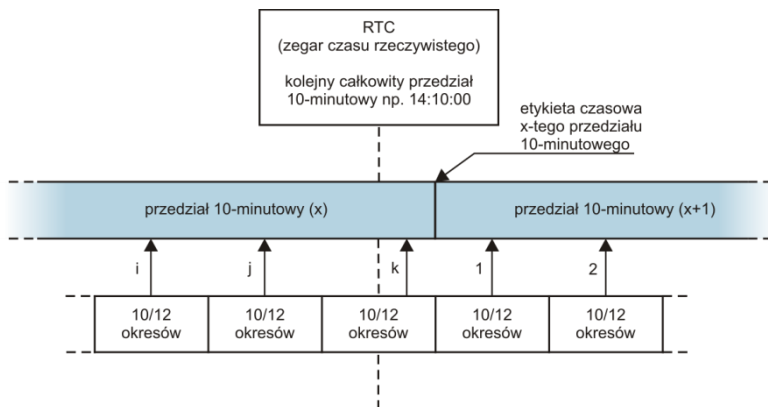 RTC
(zegar czasu rzeczywistego)
kolejny całkowity przedział
10-minutowy np. 14:10:00
etykieta czasowa
x-tego przedziału
10-minutowego
przedział 10-minutowy (x)
przedział 10-minutowy (x+1)
i
j
k
1
2
10/12
okresów
10/12
okresów
10/12
okresów
10/12
okresów
10/12
okresów